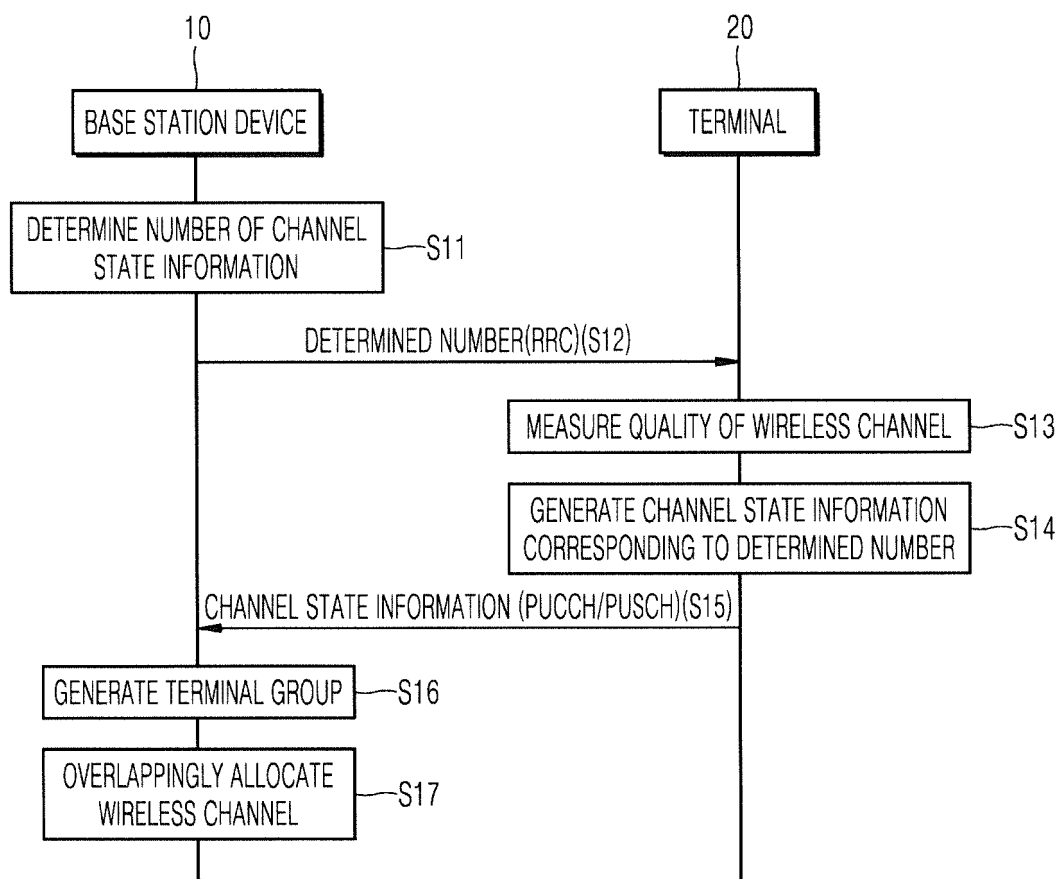 10
20
BASE STATION DEVICE
TERMINAL
DETERMINE NUMBER OF CHANNEL
STATE INFORMATION
S11
DETERMINED NUMBER(RRC)(S12)
MEASURE QUALITY OF WIRELESS CHANNEL
S13
GENERATE CHANNEL STATE INFORMATION
CORRESPONDING TO DETERMINED NUMBER
S14
CHANNEL STATE INFORMATION (PUCCH/PUSCH)(S15)
GENERATE TERMINAL GROUP
S16
OVERLAPPINGLY ALLOCATE
WIRELESS CHANNEL
S17